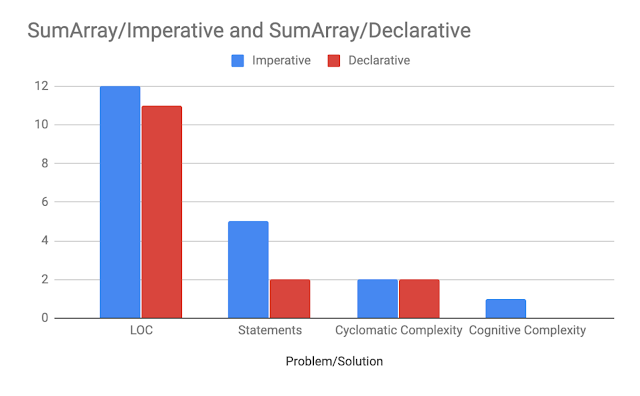 SumArray/Imperative and SumArray/Declarative
Imperative Declarative
12
10
8
6
4
2
0
LOC Statements Cyclomatic Complexity Cognitive Complexity
Problem/Solution